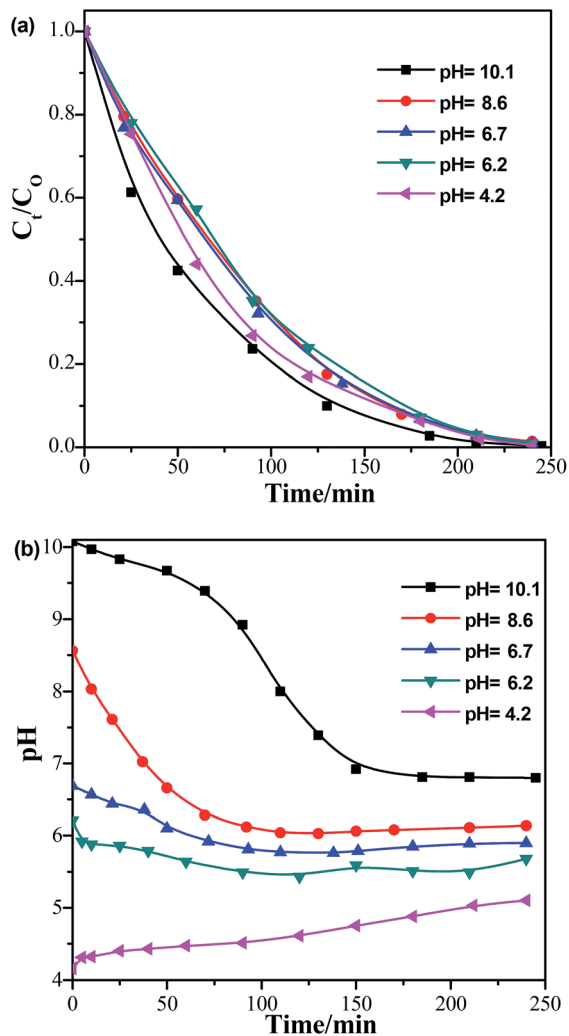 (a)
1.0
0.8
0.6
0.4
0.2
0.0
Ct/CO
pH= 10.1
pH= 8.6
pH= 6.7
pH= 6.2
pH= 4.2
0 50 100 150 200 250
Time/min
(b)
10
9
8
7
6
5
4
pH
pH= 10.1
pH= 8.6
pH= 6.7
pH= 6.2
pH= 4.2
0 50 100 150 200 250
Time/min